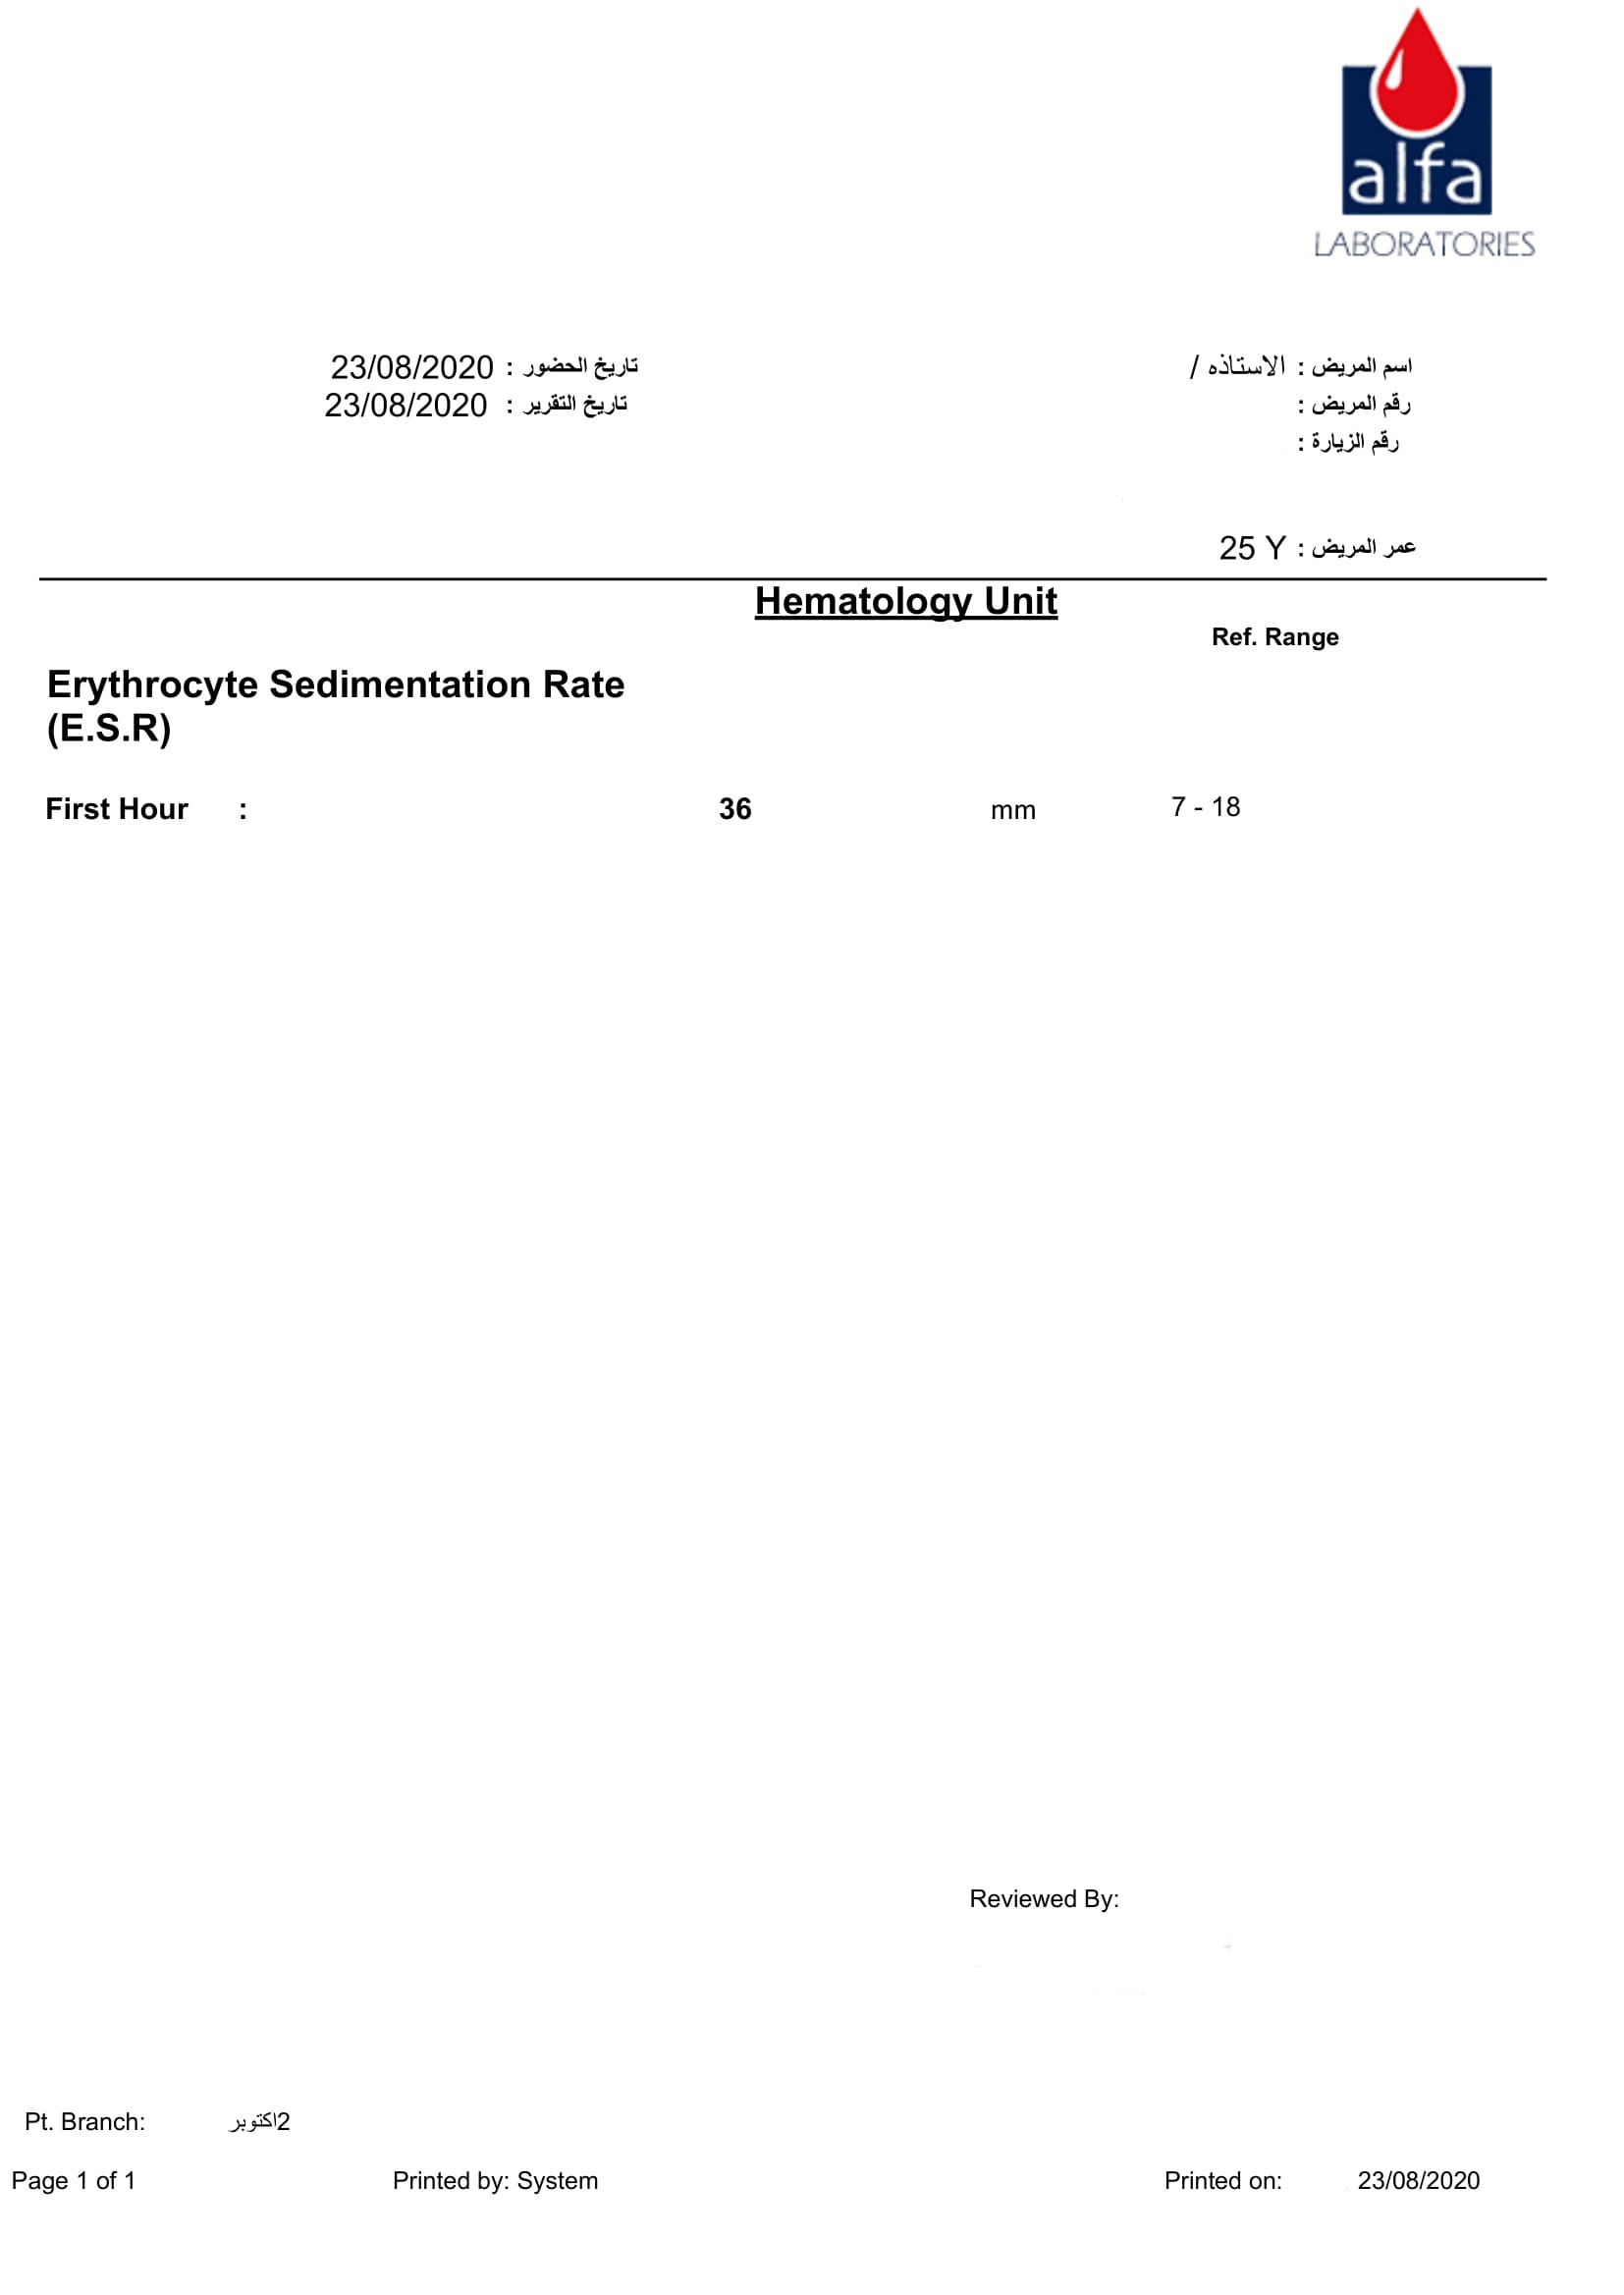 alfa
LABORATORIES
اسم المريض : الاستاذه /
تاريخ الحضور : 23/08/2020
رقم المريض :
تاريخ التقرير : 23/08/2020
رقم الزيارة :
عمر المريض : 25 Y
Hematology Unit
Ref. Range
Erythrocyte Sedimentation Rate
(E.S.R)
First Hour : 36 mm 7 - 18
Reviewed By:
Pt. Branch: 2اكتوبر
Page 1 of 1 Printed by: System Printed on: 23/08/2020